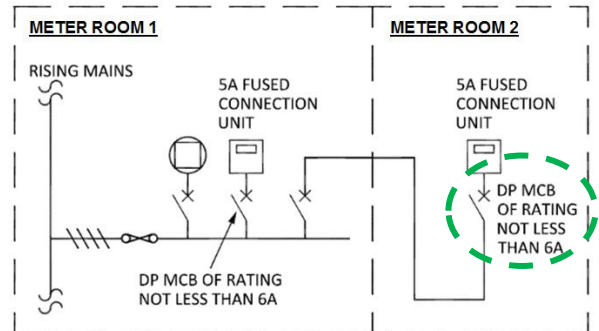 METER ROOM 1
RISING MAINS
5A FUSED
CONNECTION
UNIT
DP MCB OF RATING
NOT LESS THAN 6A
METER ROOM 2
5A FUSED
CONNECTION
UNIT
DP MCB
OF RATING
NOT LESS
THAN 6A